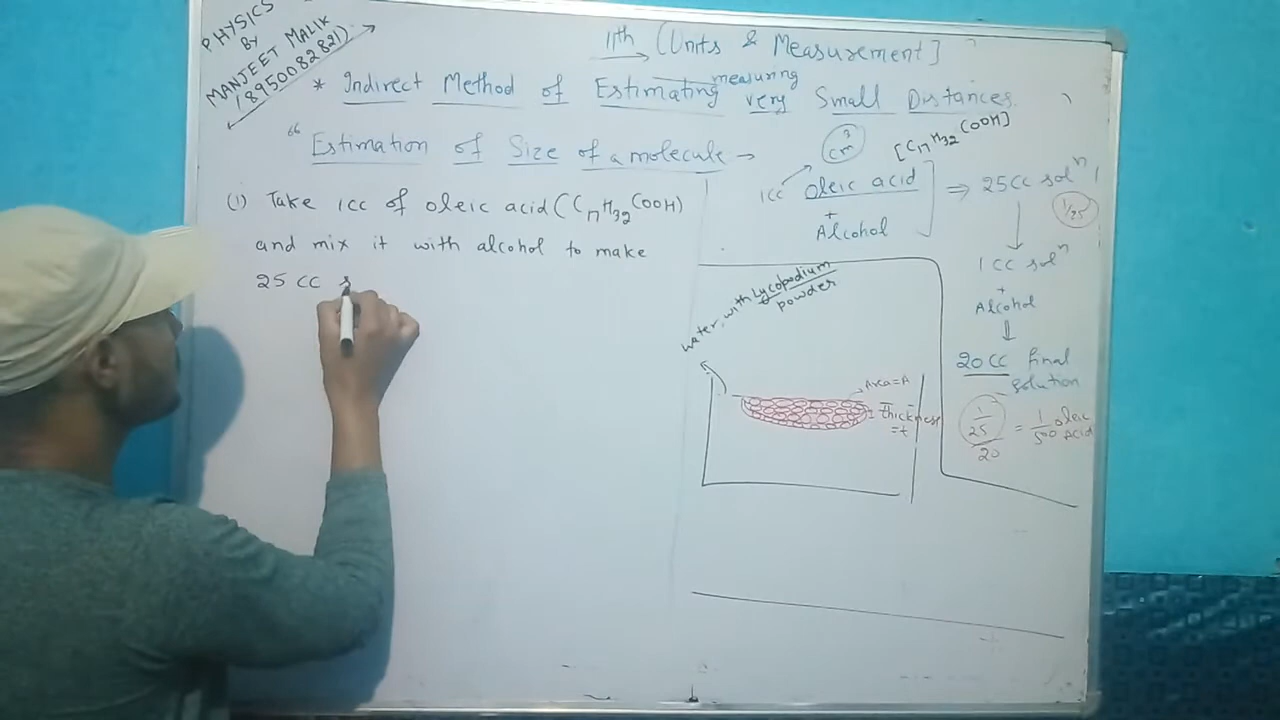 PHYSICS
BY
MANJEET MALIK
(8950082821)
11th (Units & Measurement]
* Indirect Method of Estimating measuring very Small Distances.
“ Estimation of Size of a molecule →
(1) Take 1cc of oleic acid (C17H32COOH)
and mix it with alcohol to make
25 CC s
cm³
[C17H32COOH]
1cc oleic acid
+
Alcohol
⇒ 25CC solⁿ
1/25
1 CC solⁿ
+
Alcohol
⇓
20CC final
solution
1/25/20 = 1/500 oleic acid
water with Lycopodium
powder
Area=A
Thickness
=t